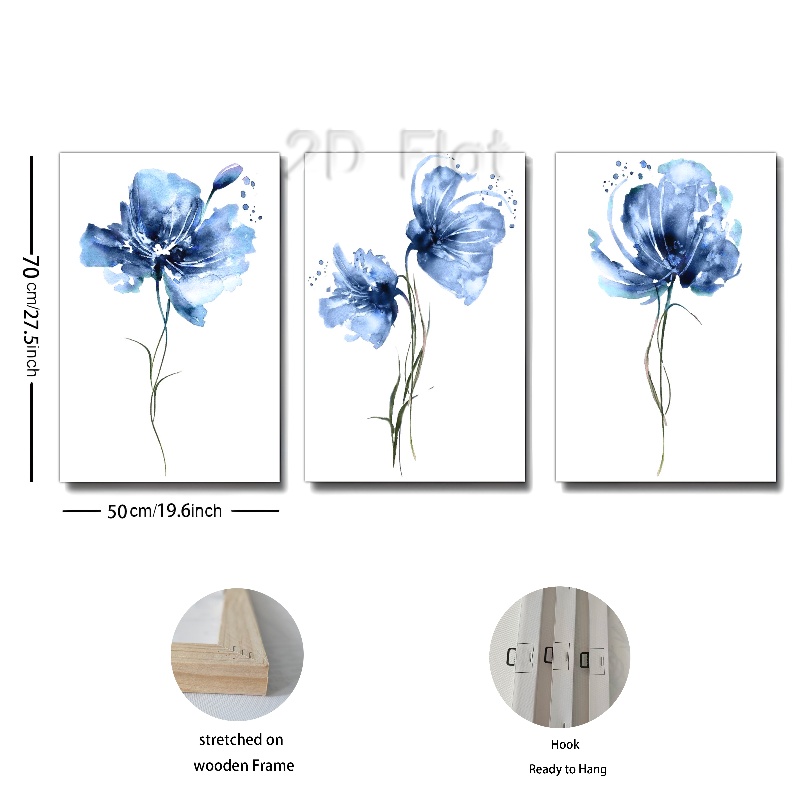 2D Flat
70 cm/27.5inch
50 cm/19.6inch
stretched on
wooden Frame
Hook
Ready to Hang